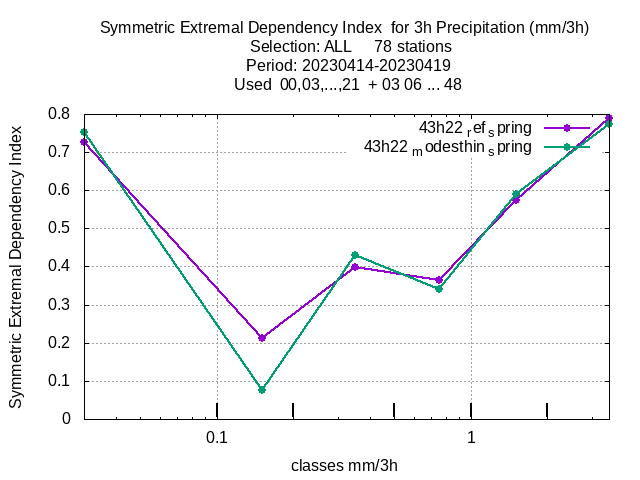 Symmetric Extremal Dependency Index  for 3h Precipitation (mm/3h)
Selection: ALL     78 stations
Period: 20230414-20230419
Used  00,03,...,21  + 03 06 ... 48
Symmetric Extremal Dependency Index
0.8
0.7
0.6
0.5
0.4
0.3
0.2
0.1
0
43h22 ref spring
43h22 modesthin spring
0.1
1
classes mm/3h